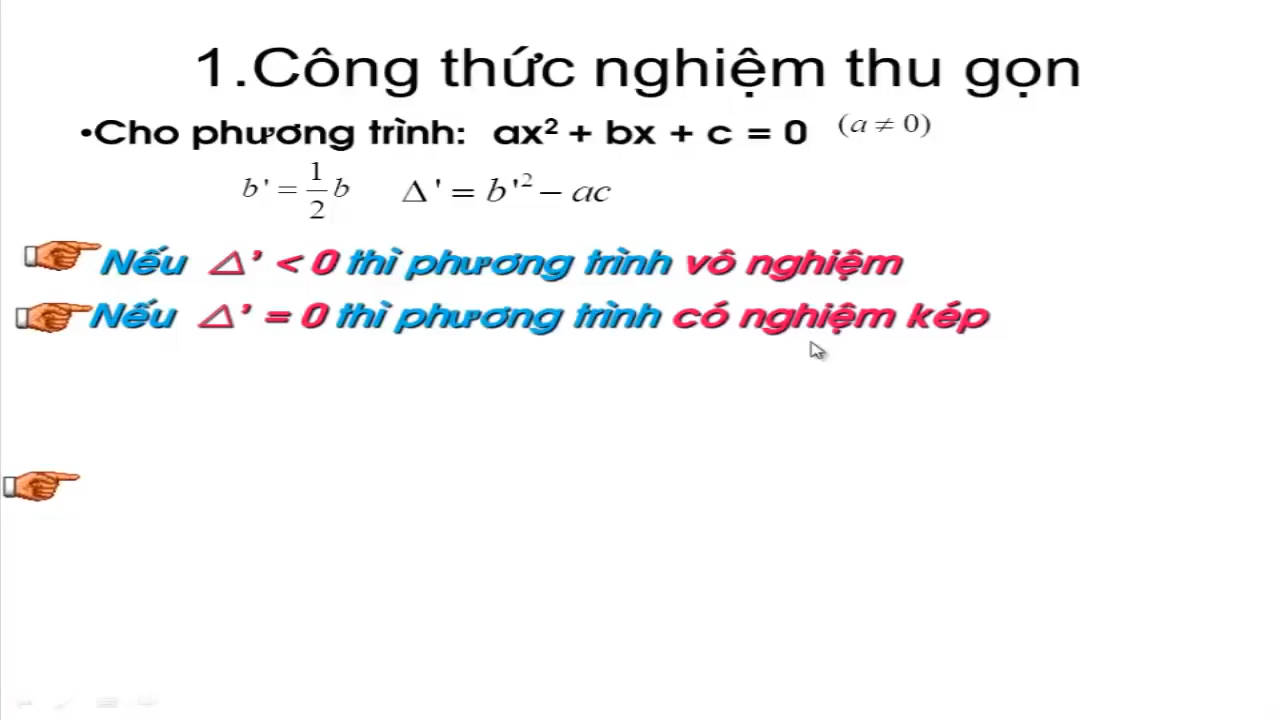 1.Công thức nghiệm thu gọn
•Cho phương trình: ax² + bx + c = 0 (a ≠ 0)
b' = 1/2 b Δ' = b'² – ac
Nếu △’ < 0 thì phương trình vô nghiệm
Nếu △’ = 0 thì phương trình có nghiệm kép